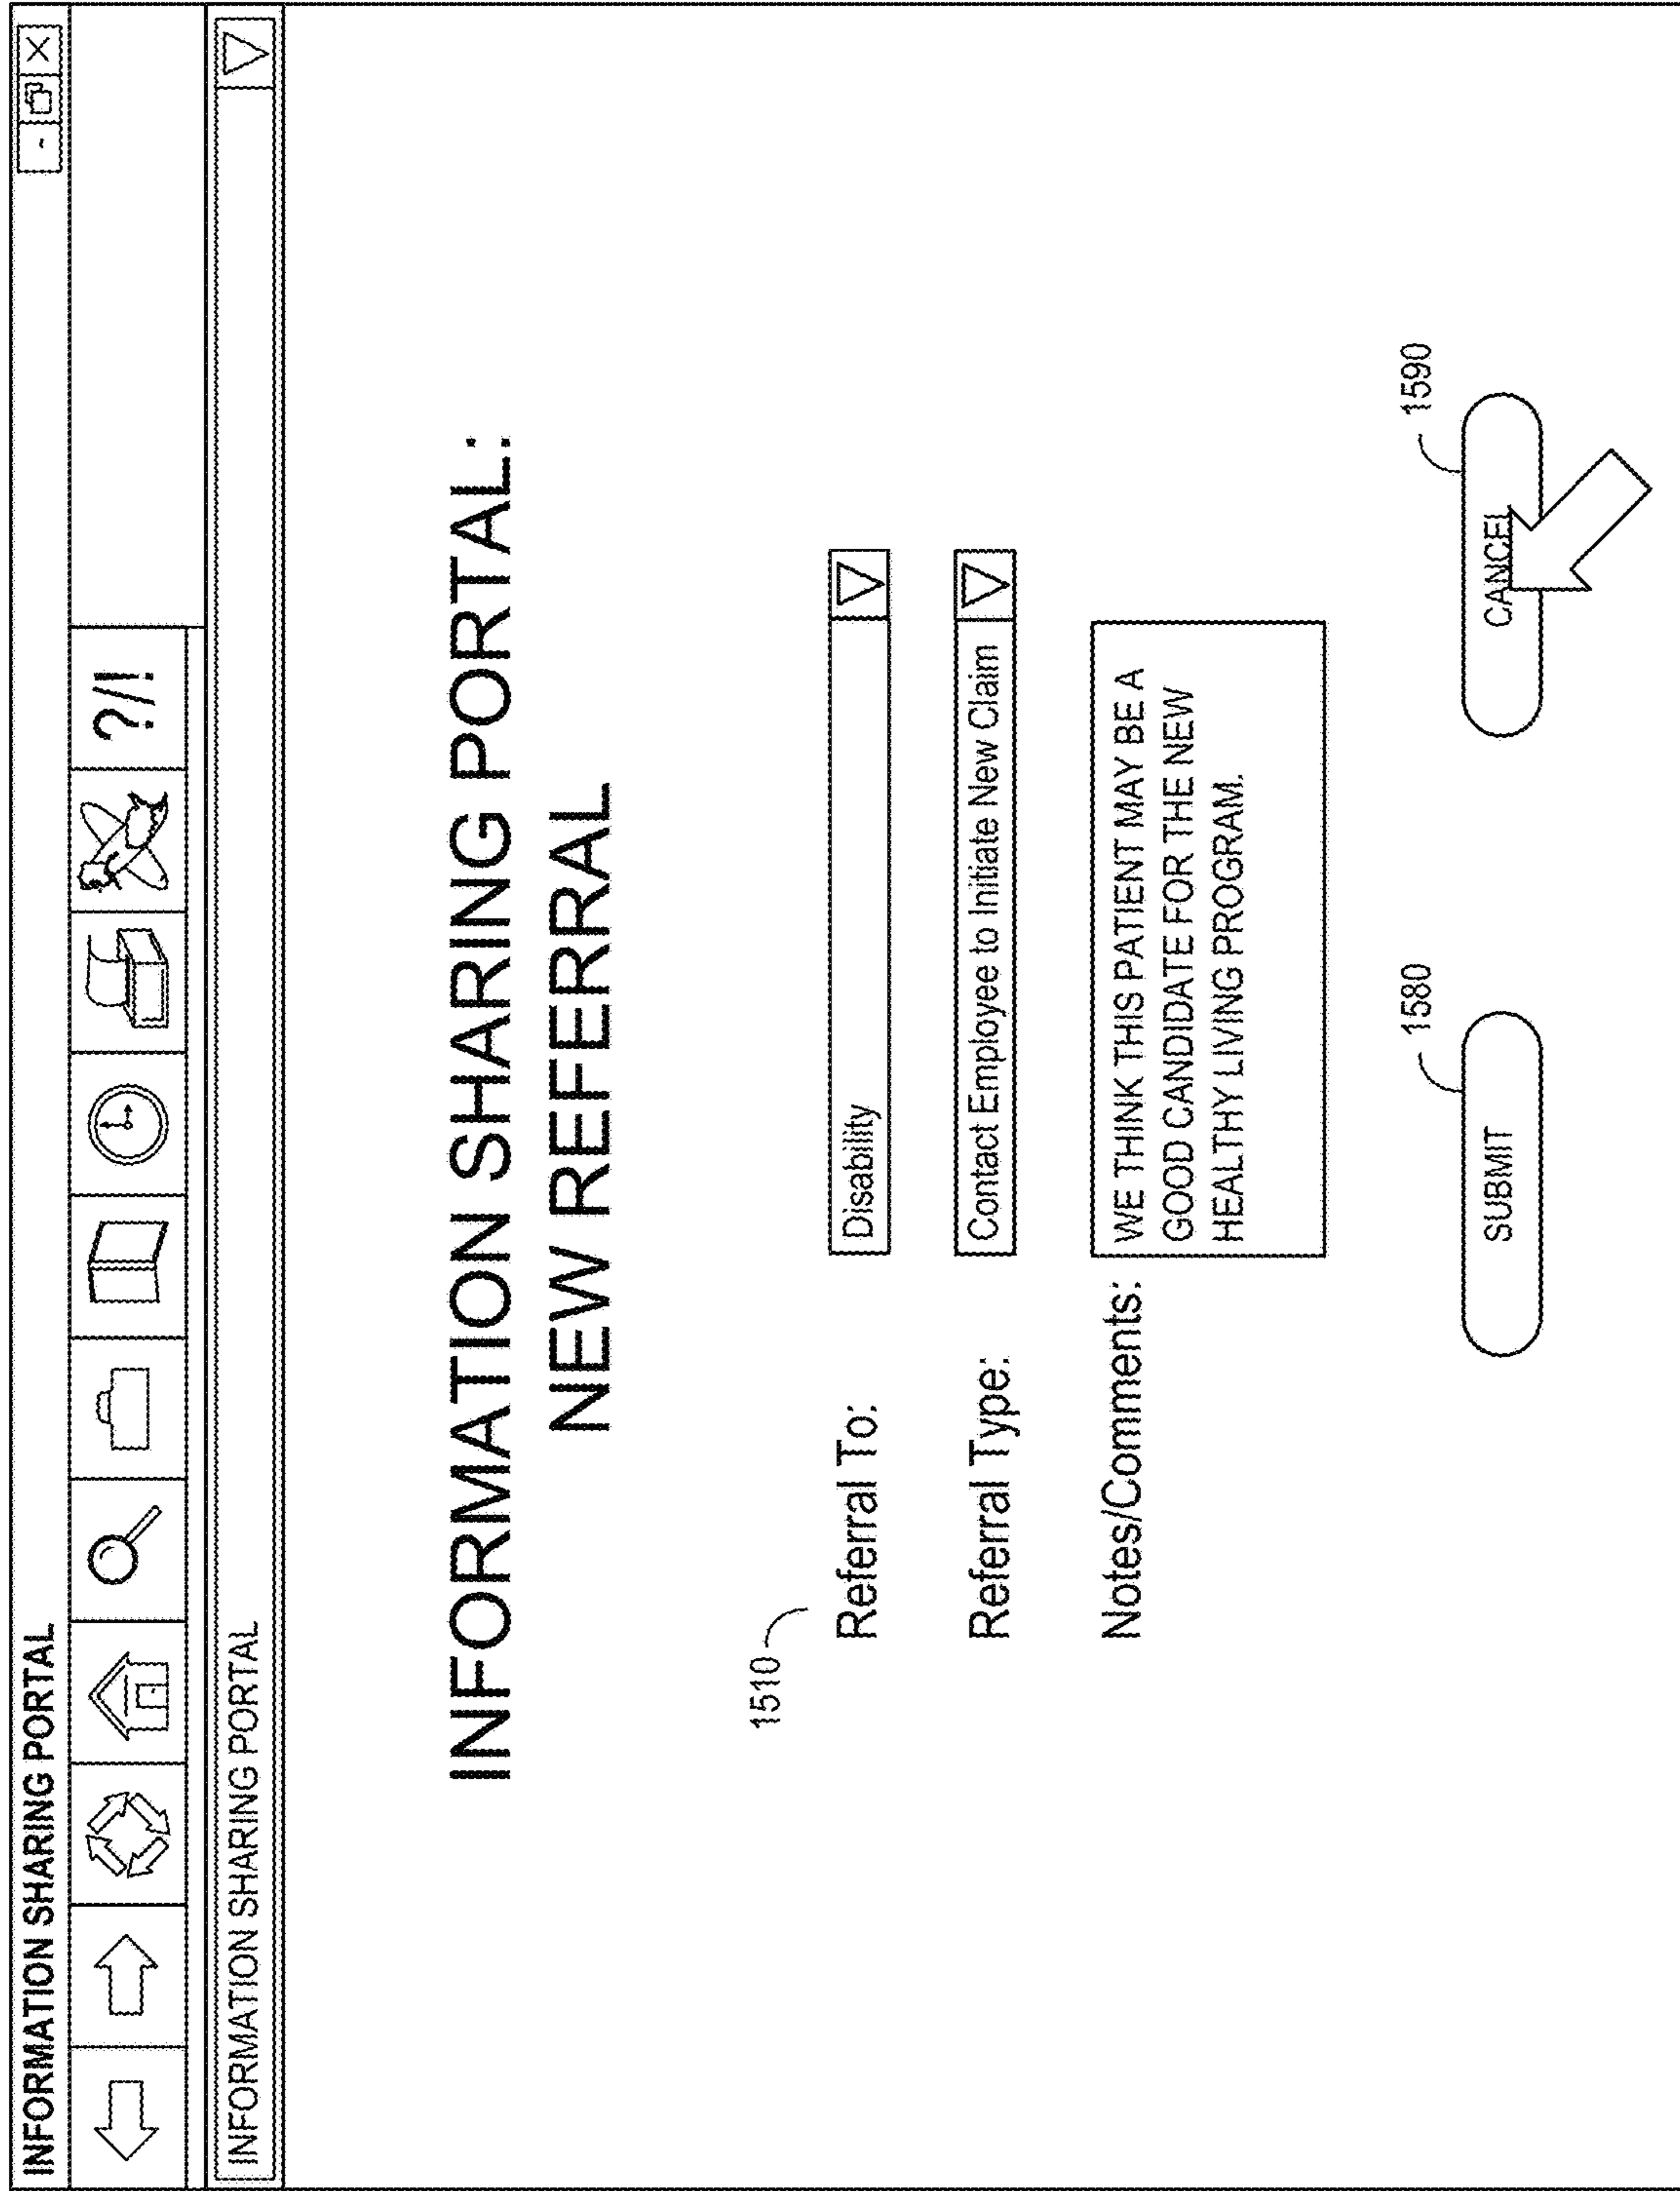 INFORMATION SHARING PORTAL
- X
?/!
INFORMATION SHARING PORTAL
INFORMATION SHARING PORTAL:
NEW REFERRAL
1510
Referral To: Disability
Referral Type: Contact Employee to Initiate New Claim
Notes/Comments: WE THINK THIS PATIENT MAY BE A
GOOD CANDIDATE FOR THE NEW
HEALTHY LIVING PROGRAM.
1580 1590
SUBMIT CANCEL